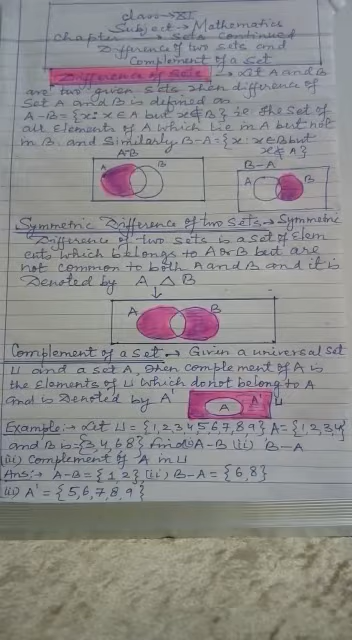 class→XI
Subject→Mathematics
Chapter → Sets Continued
Difference of two sets and
Complement of a set
Difference of Sets → Let A and B
are two given sets then difference of
Set A and B is defined as
A-B={x: x∈A but x∉B} i.e. the set of
all Elements of A which lie in A but not
in B. and Similarly B-A={x: x∈B but
x∉A}
A-B
B-A
A B
A B
Symmetric Difference of two sets→ Symmetric
Difference of two sets is a set of Elem
ents which belongs to A or B but are
not common to both A and B and it is
Denoted by A △ B
↓
A B
Complement of a set → Given a universal set
U and a set A, then complement of A is
the Elements of U which do not belong to A
and is Denoted by A'
A A' U
Example:→ Let U={1,2,3,4,5,6,7,8,9} A={1,2,3,4}
and B is={3,4,6,8} find A-B (ii) B-A
(iii) Complement of A in U
Ans:→ A-B={1,2} (ii) B-A={6,8}
(iii) A'={5,6,7,8,9}